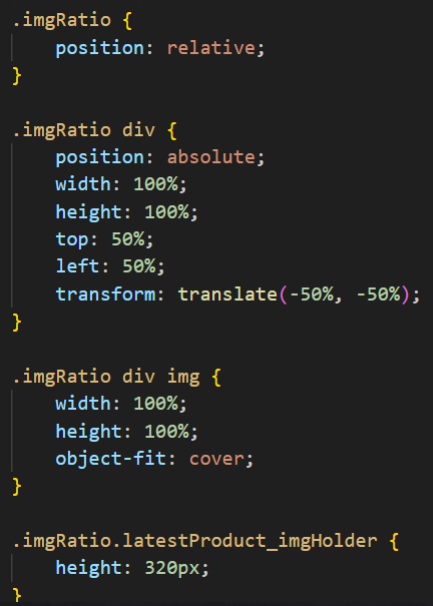 .imgRatio {
position: relative;
}
.imgRatio div {
position: absolute;
width: 100%;
height: 100%;
top: 50%;
left: 50%;
transform: translate(-50%, -50%);
}
.imgRatio div img {
width: 100%;
height: 100%;
object-fit: cover;
}
.imgRatio.latestProduct_imgHolder {
height: 320px;
}